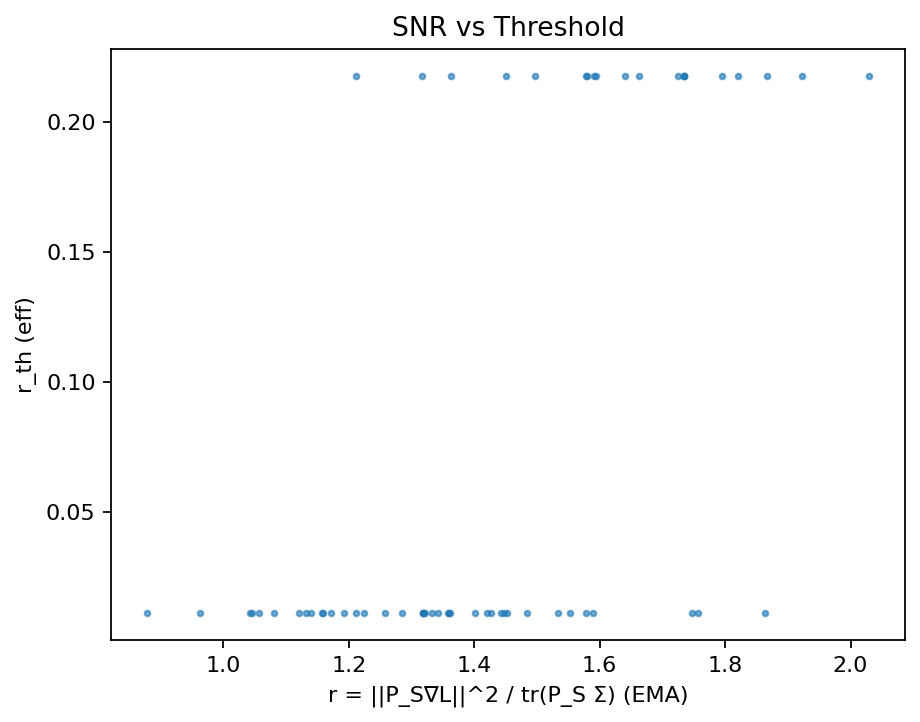 SNR vs Threshold
r_th (eff)
0.20
0.15
0.10
0.05
1.0 1.2 1.4 1.6 1.8 2.0
r = ||P_S∇L||^2 / tr(P_S Σ) (EMA)